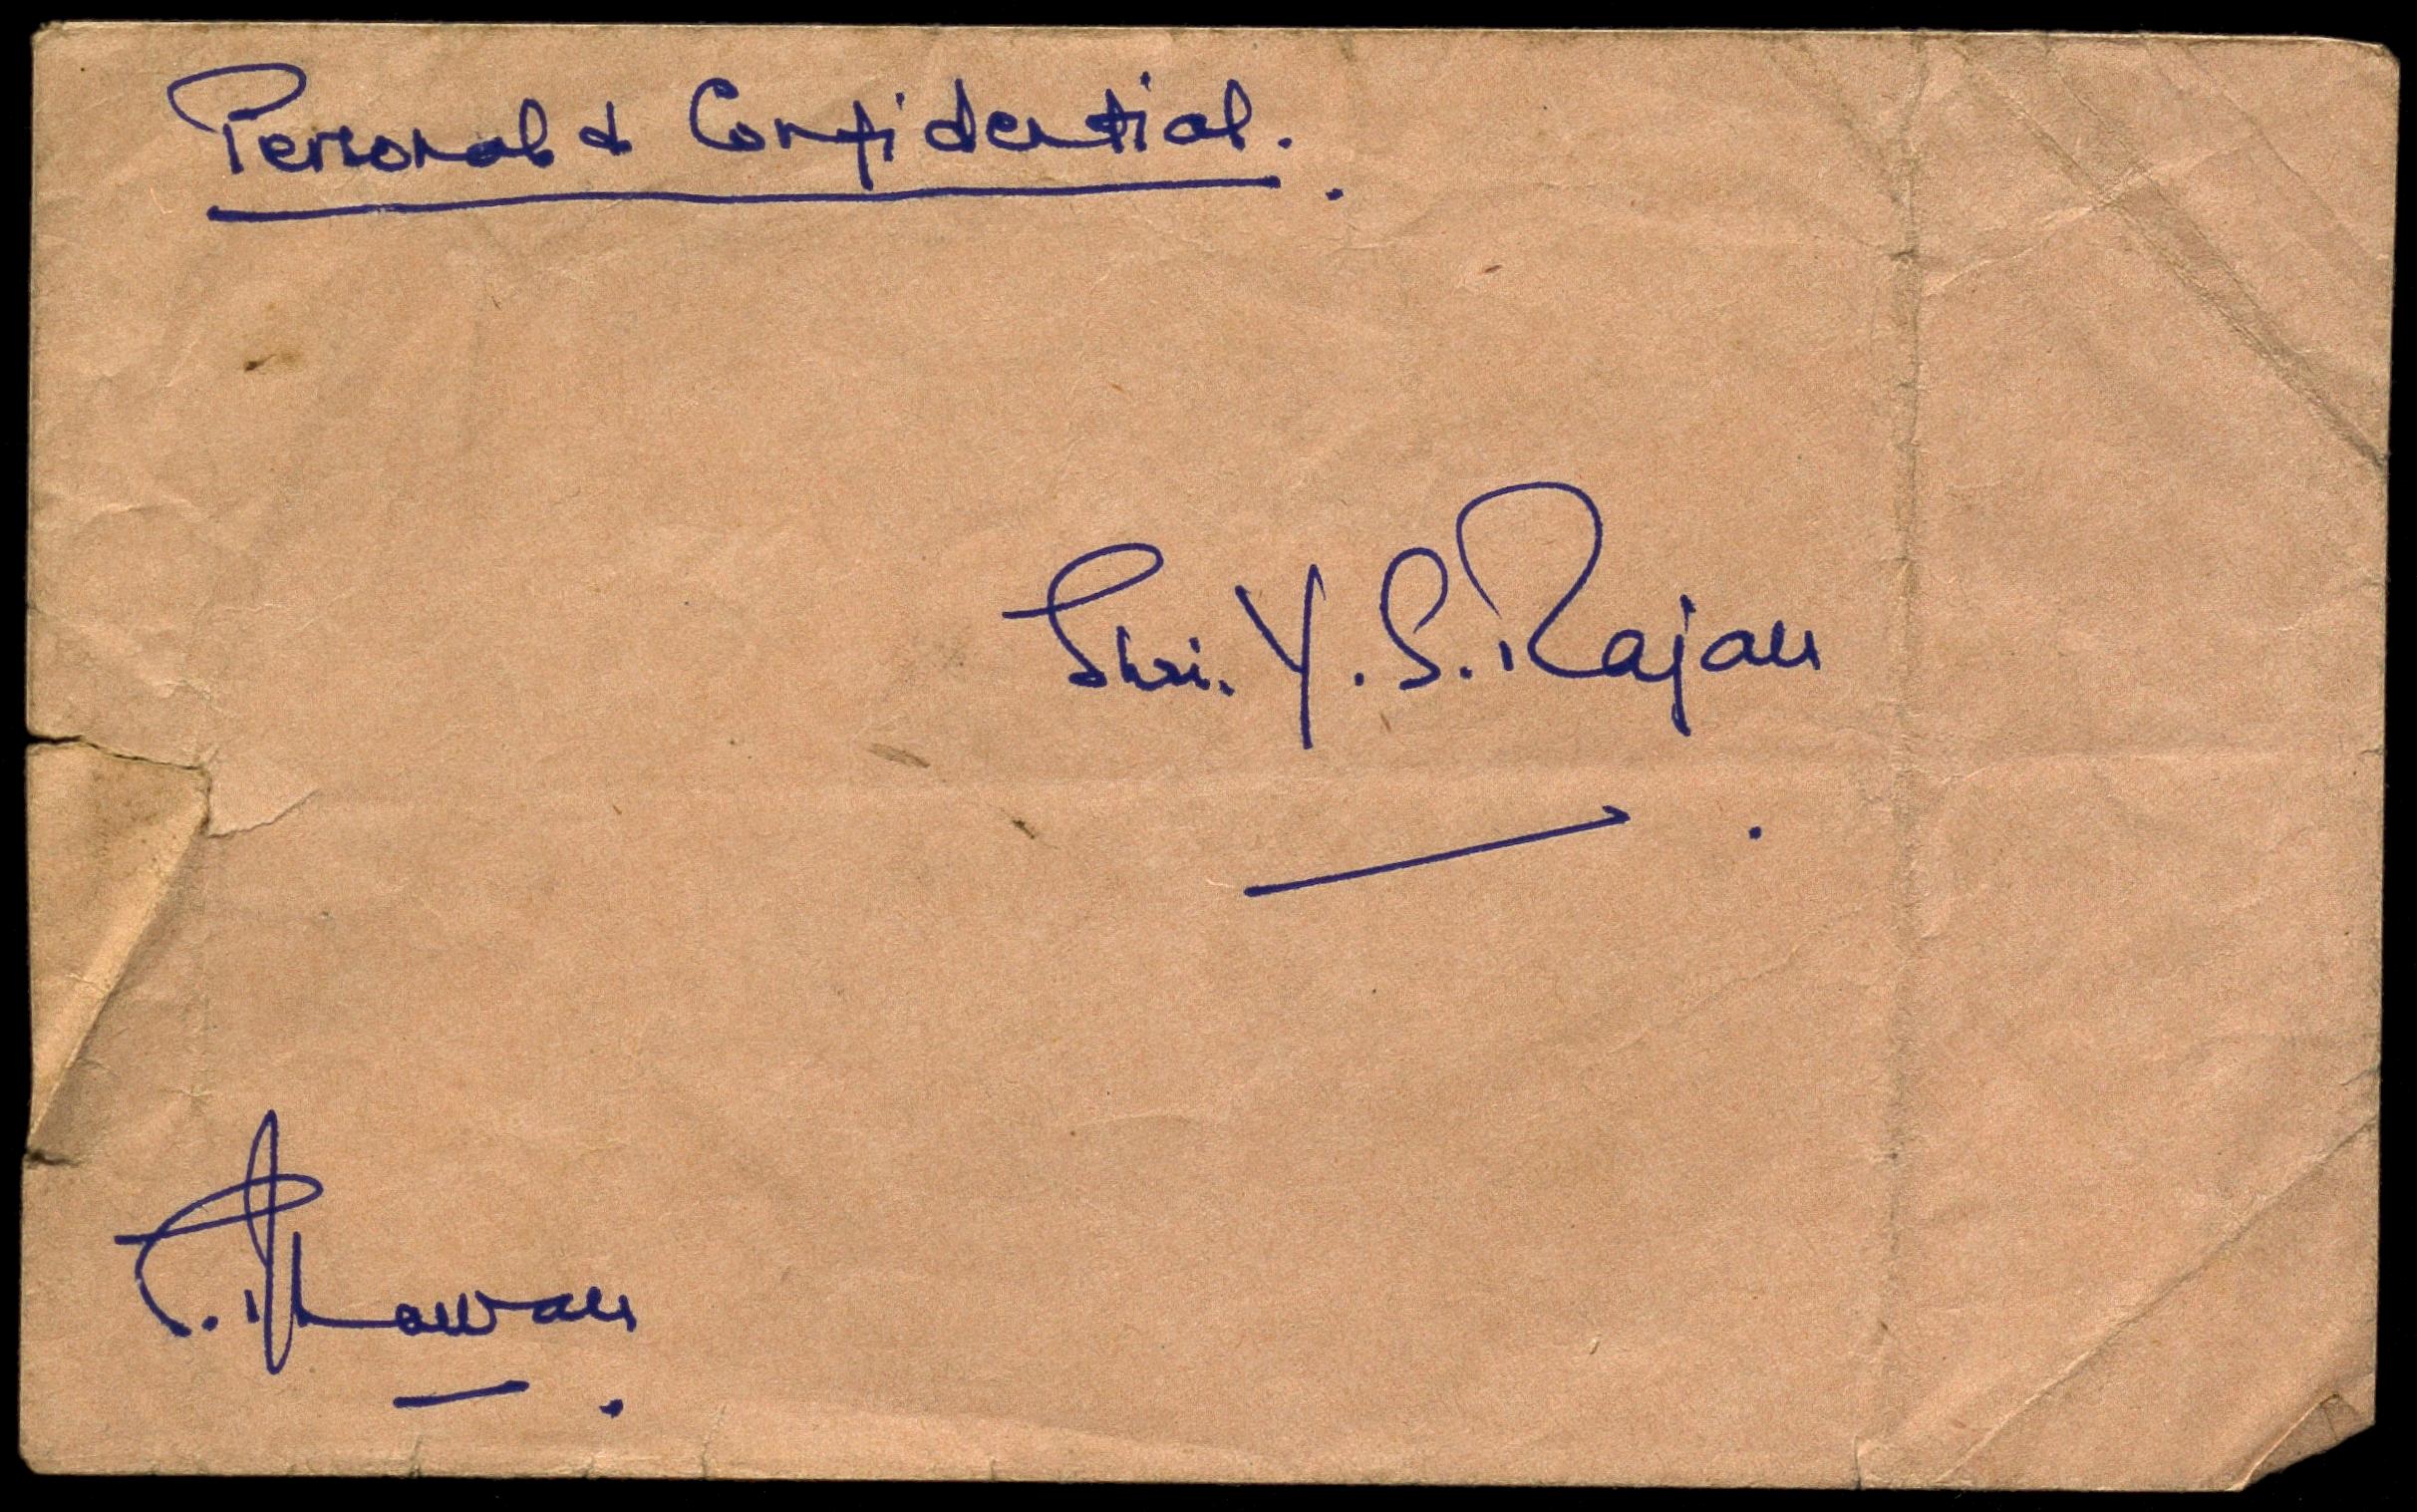 Personal & Confidential.
Shri. Y. S. Rajan
S. Dhawan